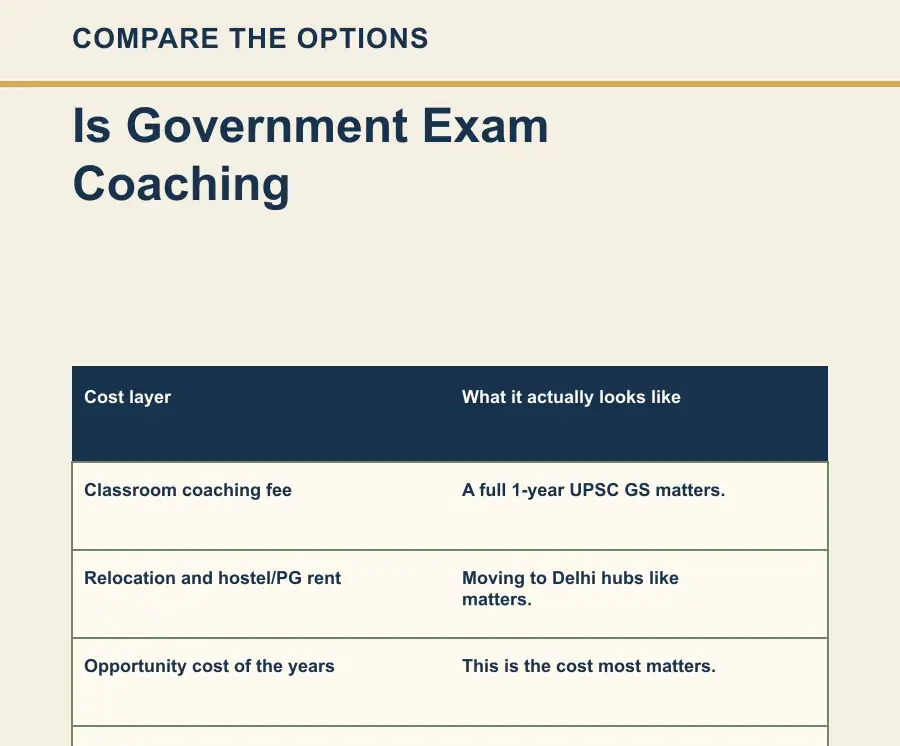 COMPARE THE OPTIONS
Is Government Exam
Coaching
Cost layer
What it actually looks like
Classroom coaching fee
A full 1-year UPSC GS matters.
Relocation and hostel/PG rent
Moving to Delhi hubs like
matters.
Opportunity cost of the years
This is the cost most matters.